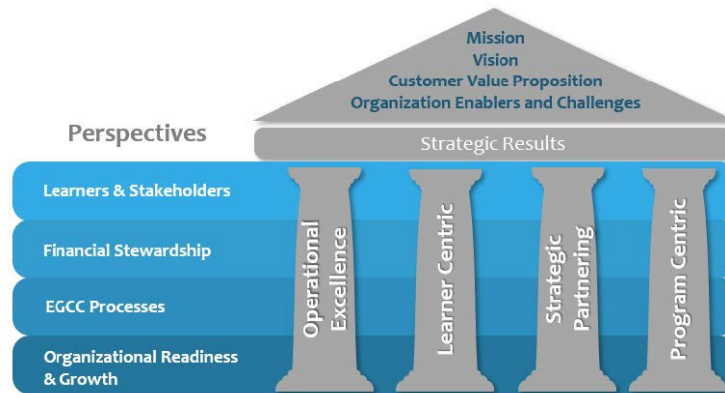 Mission
Vision
Customer Value Proposition
Organization Enablers and Challenges
Perspectives
Strategic Results
Learners & Stakeholders
Financial Stewardship
EGCC Processes
Organizational Readiness
& Growth
Operational
Excellence
Learner Centric
Strategic
Partnering
Program Centric